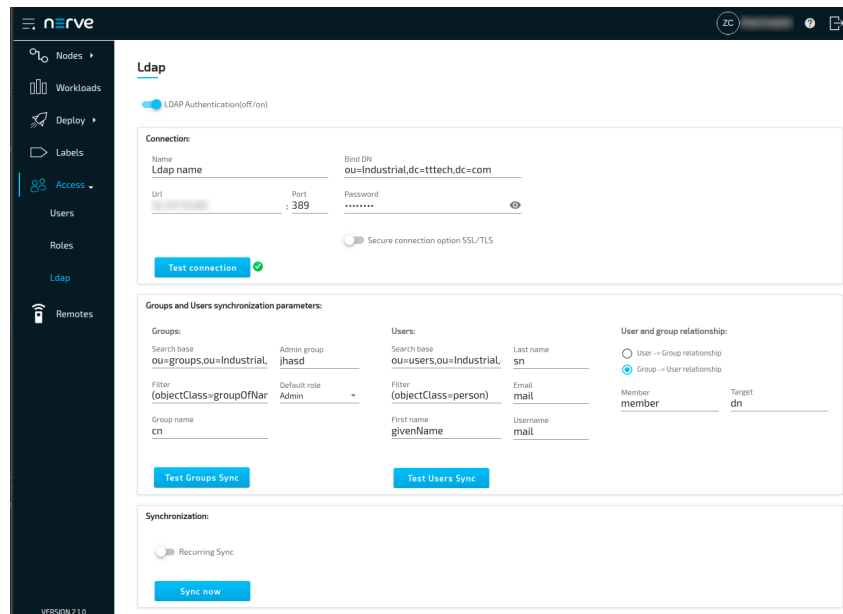 nerve
ZC
?
Nodes
Workloads
Deploy
Labels
Access
Users
Roles
Ldap
Remotes
VERSION 2.1.0
Ldap
LDAP Authentication(off/on)
Connection:
Name
Ldap name
Bind DN
ou=Industrial,dc=tttech,dc=com
Url
Port
: 389
Password
••••••••
Secure connection option SSL/TLS
Test connection
Groups and Users synchronization parameters:
Groups:
Search base
ou=groups,ou=Industrial,
Admin group
jhasd
Filter
(objectClass=groupOfNar
Default role
Admin
Group name
cn
Test Groups Sync
Users:
Search base
ou=users,ou=Industrial,
Last name
sn
Filter
(objectClass=person)
Email
mail
First name
givenName
Username
mail
Test Users Sync
User and group relationship:
User -> Group relationship
Group -> User relationship
Member
member
Target
dn
Synchronization:
Recurring Sync
Sync now